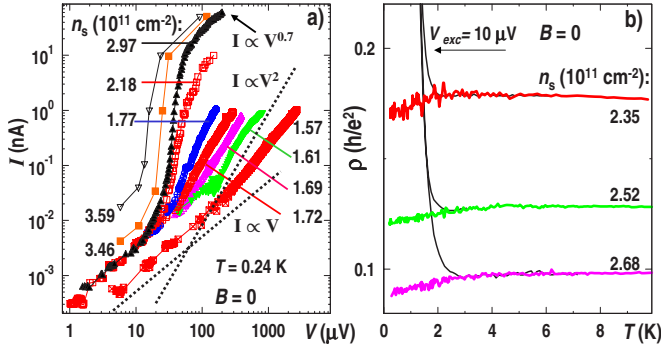 a)
n_s (10^11 cm^-2):
2.97
I ∝ V^0.7
2.18
I ∝ V^2
1.77
1.57
1.61
1.69
1.72
3.59
3.46
I ∝ V
T = 0.24 K
B = 0
I (nA)
10^1
10^0
10^-1
10^-2
10^-3
1 10 100 1000
V (μV)
b)
V_exc = 10 μV
B = 0
n_s (10^11 cm^-2):
2.35
2.52
2.68
ρ (h/e^2)
0.2
0.1
0 2 4 6 8 10
T (K)